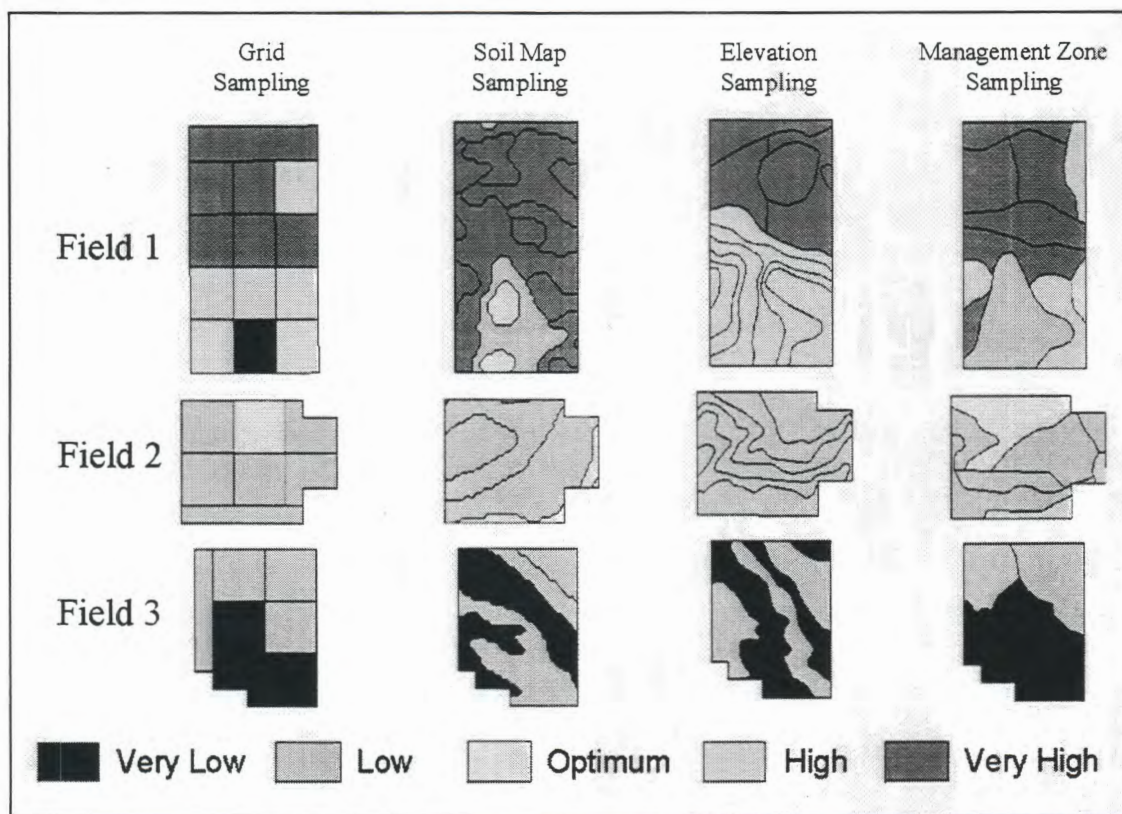 Grid Sampling
Soil Map Sampling
Elevation Sampling
Management Zone Sampling
Field 1
Field 2
Field 3
Very Low
Low
Optimum
High
Very High